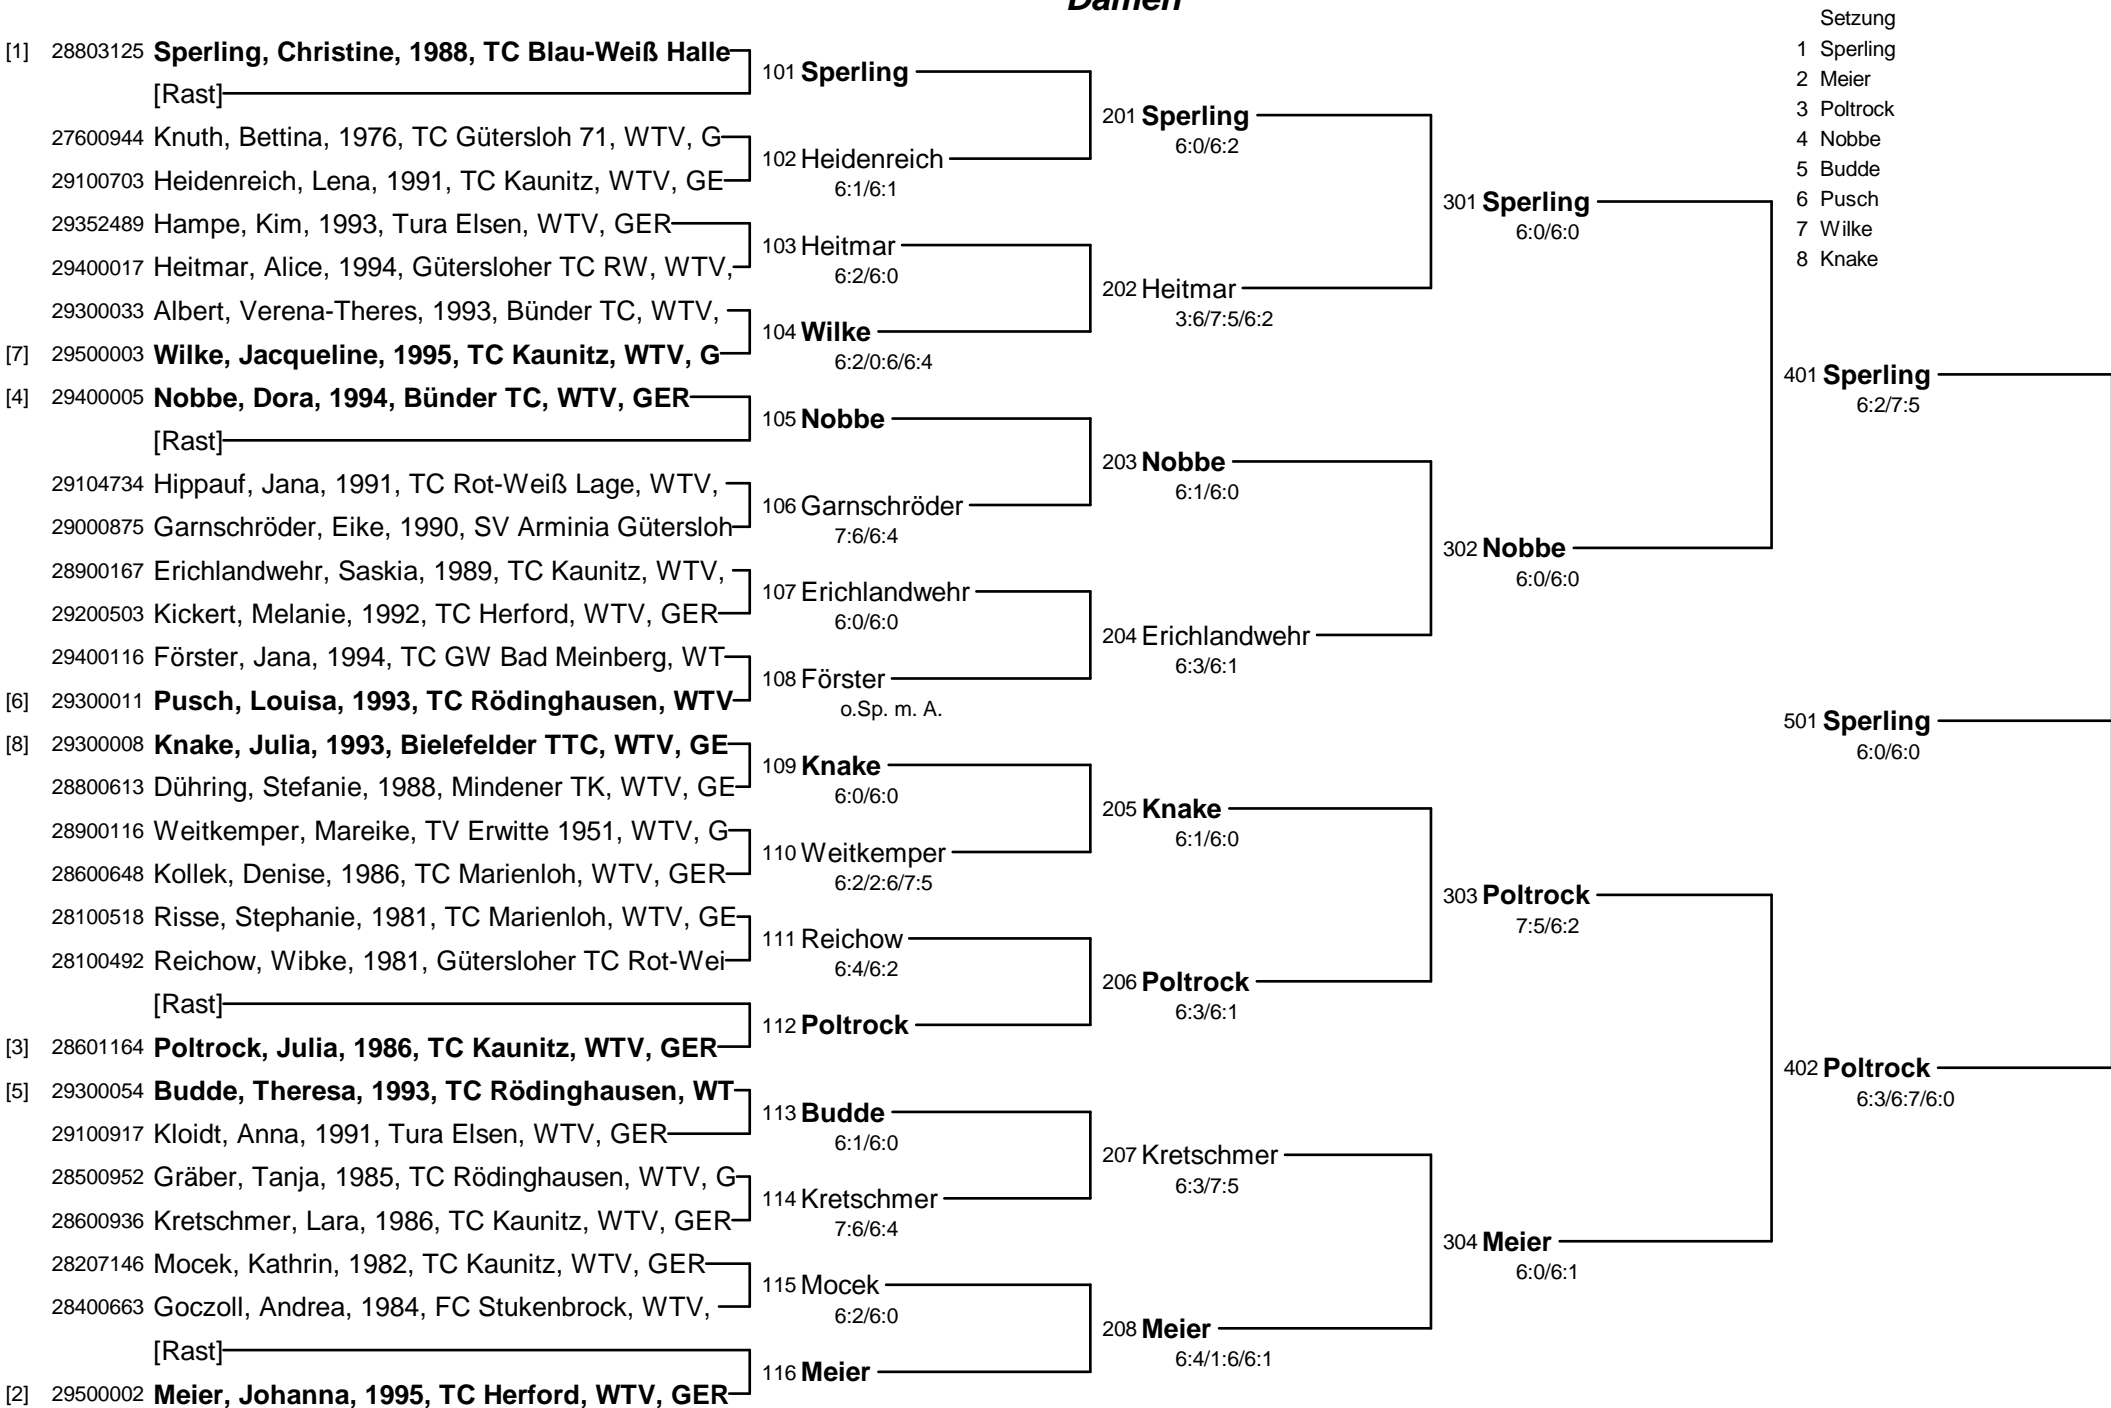 Damen
Setzung
1 Sperling
2 Meier
3 Poltrock
4 Nobbe
5 Budde
6 Pusch
7 Wilke
8 Knake
[1] 28803125 Sperling, Christine, 1988, TC Blau-Weiß Halle
[Rast]
27600944 Knuth, Bettina, 1976, TC Gütersloh 71, WTV, G
29100703 Heidenreich, Lena, 1991, TC Kaunitz, WTV, GE
29352489 Hampe, Kim, 1993, Tura Elsen, WTV, GER
29400017 Heitmar, Alice, 1994, Gütersloher TC RW, WTV,
29300033 Albert, Verena-Theres, 1993, Bünder TC, WTV,
[7] 29500003 Wilke, Jacqueline, 1995, TC Kaunitz, WTV, G
[4] 29400005 Nobbe, Dora, 1994, Bünder TC, WTV, GER
[Rast]
29104734 Hippauf, Jana, 1991, TC Rot-Weiß Lage, WTV,
29000875 Garnschröder, Eike, 1990, SV Arminia Gütersloh
28900167 Erichlandwehr, Saskia, 1989, TC Kaunitz, WTV,
29200503 Kickert, Melanie, 1992, TC Herford, WTV, GER
29400116 Förster, Jana, 1994, TC GW Bad Meinberg, WT
[6] 29300011 Pusch, Louisa, 1993, TC Rödinghausen, WTV
[8] 29300008 Knake, Julia, 1993, Bielefelder TTC, WTV, GE
28800613 Dühring, Stefanie, 1988, Mindener TK, WTV, GE
28900116 Weitkemper, Mareike, TV Erwitte 1951, WTV, G
28600648 Kollek, Denise, 1986, TC Marienloh, WTV, GER
28100518 Risse, Stephanie, 1981, TC Marienloh, WTV, GE
28100492 Reichow, Wibke, 1981, Gütersloher TC Rot-Wei
[Rast]
[3] 28601164 Poltrock, Julia, 1986, TC Kaunitz, WTV, GER
[5] 29300054 Budde, Theresa, 1993, TC Rödinghausen, WT
29100917 Kloidt, Anna, 1991, Tura Elsen, WTV, GER
28500952 Gräber, Tanja, 1985, TC Rödinghausen, WTV, G
28600936 Kretschmer, Lara, 1986, TC Kaunitz, WTV, GER
28207146 Mocek, Kathrin, 1982, TC Kaunitz, WTV, GER
28400663 Goczoll, Andrea, 1984, FC Stukenbrock, WTV,
[Rast]
[2] 29500002 Meier, Johanna, 1995, TC Herford, WTV, GER
101 Sperling
102 Heidenreich
6:1/6:1
103 Heitmar
6:2/6:0
104 Wilke
6:2/0:6/6:4
105 Nobbe
106 Garnschröder
7:6/6:4
107 Erichlandwehr
6:0/6:0
108 Förster
o.Sp. m. A.
109 Knake
6:0/6:0
110 Weitkemper
6:2/2:6/7:5
111 Reichow
6:4/6:2
112 Poltrock
113 Budde
6:1/6:0
114 Kretschmer
7:6/6:4
115 Mocek
6:2/6:0
116 Meier
201 Sperling
6:0/6:2
202 Heitmar
3:6/7:5/6:2
203 Nobbe
6:1/6:0
204 Erichlandwehr
6:3/6:1
205 Knake
6:1/6:0
206 Poltrock
6:3/6:1
207 Kretschmer
6:3/7:5
208 Meier
6:4/1:6/6:1
301 Sperling
6:0/6:0
302 Nobbe
6:0/6:0
303 Poltrock
7:5/6:2
304 Meier
6:0/6:1
401 Sperling
6:2/7:5
501 Sperling
6:0/6:0
402 Poltrock
6:3/6:7/6:0